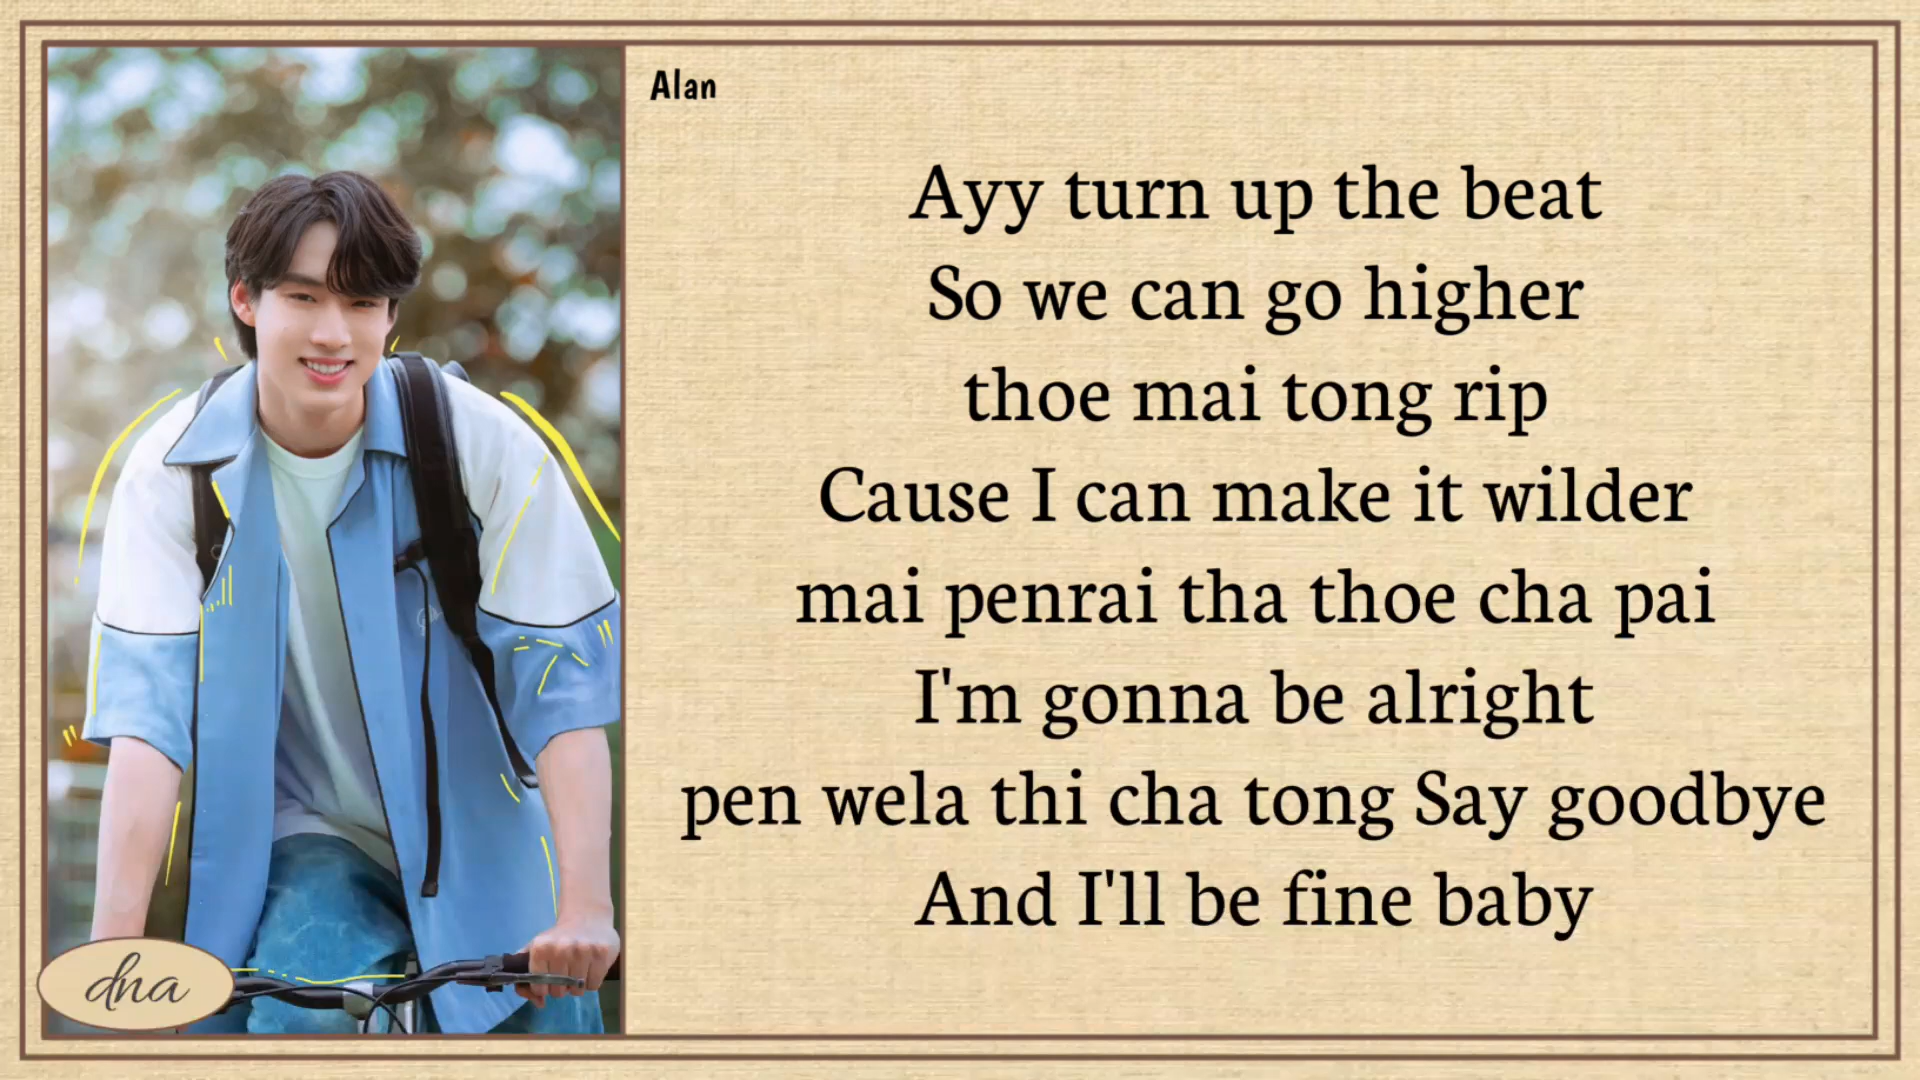 Alan
Ayy turn up the beat
So we can go higher
thoe mai tong rip
Cause I can make it wilder
mai penrai tha thoe cha pai
I'm gonna be alright
pen wela thi cha tong Say goodbye
And I'll be fine baby
dna